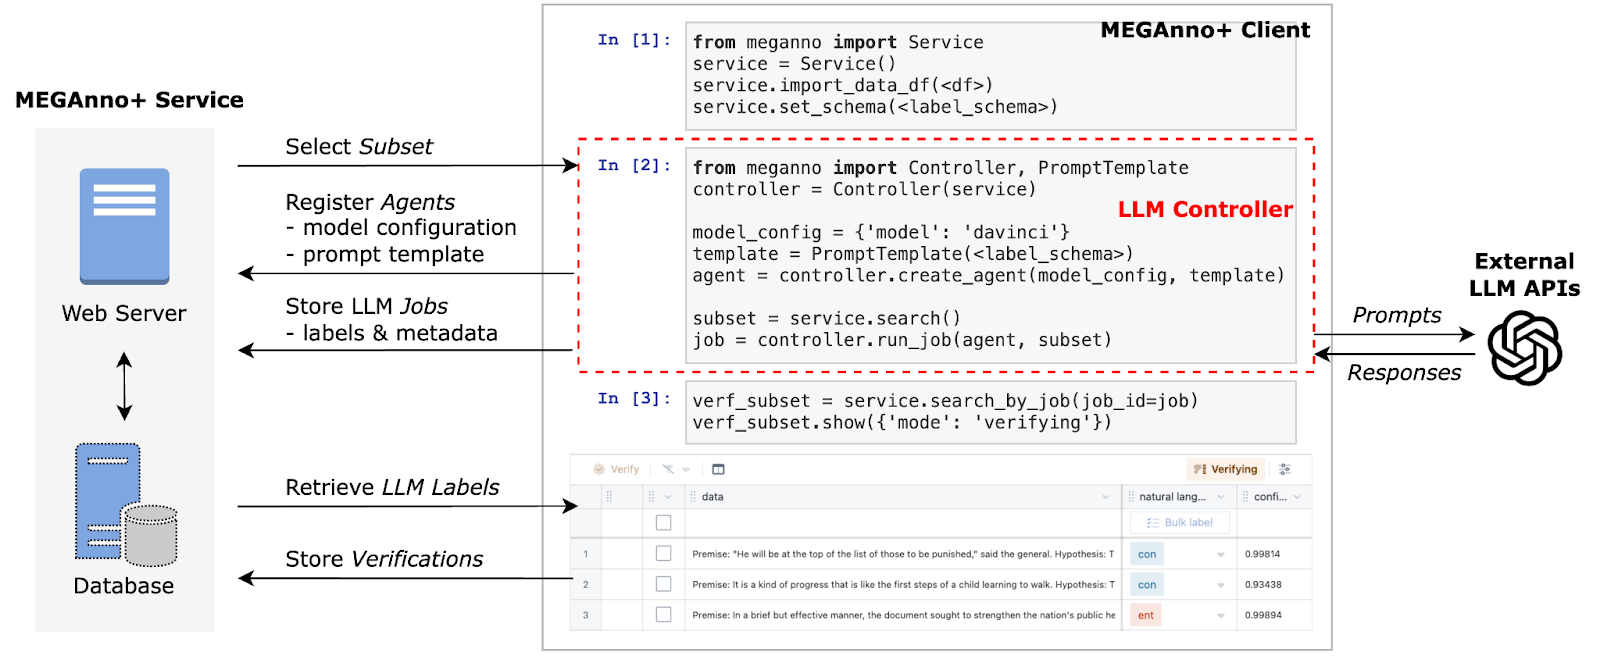 MEGAnno+ Service
Web Server
Database
Select Subset
Register Agents
- model configuration
- prompt template
Store LLM Jobs
- labels & metadata
Retrieve LLM Labels
Store Verifications
MEGAnno+ Client
In [1]:
from meganno import Service
service = Service()
service.import_data_df(<df>)
service.set_schema(<label_schema>)
In [2]:
from meganno import Controller, PromptTemplate
controller = Controller(service)
LLM Controller
model_config = {'model': 'davinci'}
template = PromptTemplate(<label_schema>)
agent = controller.create_agent(model_config, template)
subset = service.search()
job = controller.run_job(agent, subset)
In [3]:
verf_subset = service.search_by_job(job_id=job)
verf_subset.show({'mode': 'verifying'})
Verify
Verifying
data natural lang... confi...
Bulk label
1 Premise: "He will be at the top of the list of those to be punished," said the general. Hypothesis: T con 0.99814
2 Premise: It is a kind of progress that is like the first steps of a child learning to walk. Hypothesis: T con 0.93438
3 Premise: In a brief but effective manner, the document sought to strengthen the nation's public he ent 0.99894
External
LLM APIs
Prompts
Responses